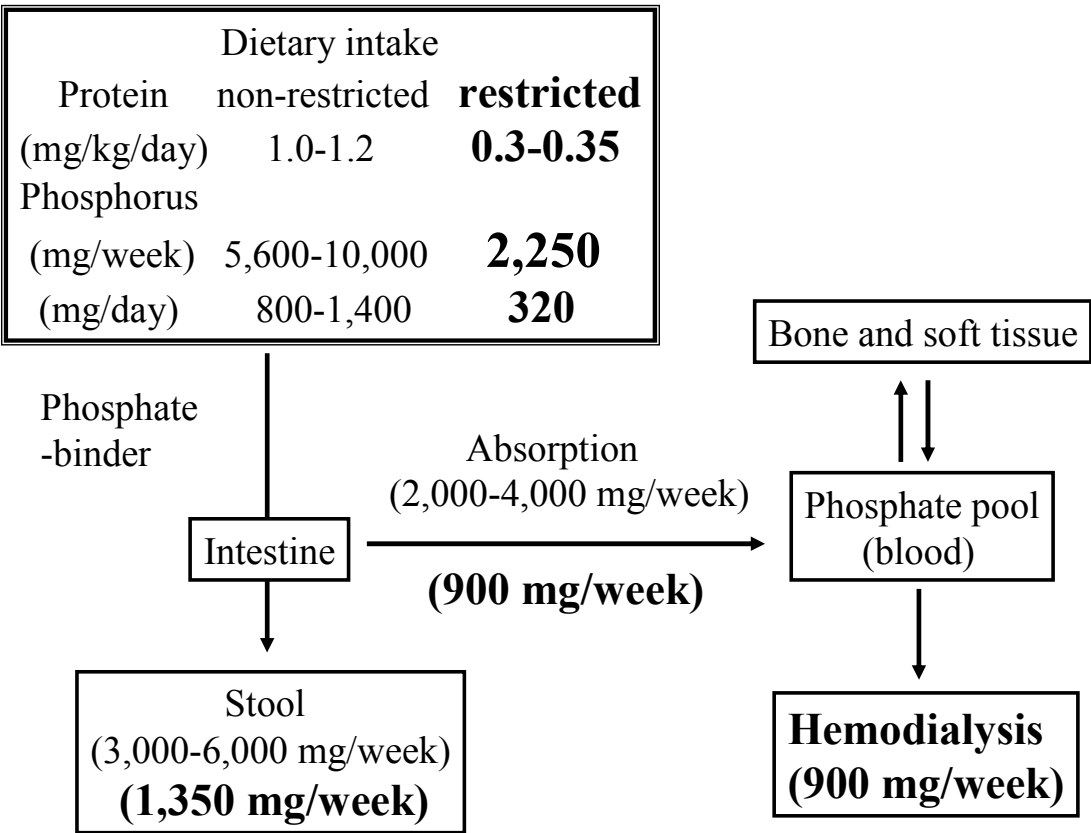 Dietary intake
Protein non-restricted restricted
(mg/kg/day) 1.0-1.2 0.3-0.35
Phosphorus
(mg/week) 5,600-10,000 2,250
(mg/day) 800-1,400 320
Bone and soft tissue
Phosphate
-binder
Absorption
(2,000-4,000 mg/week)
Phosphate pool
(blood)
Intestine
(900 mg/week)
Stool
(3,000-6,000 mg/week)
(1,350 mg/week)
Hemodialysis
(900 mg/week)